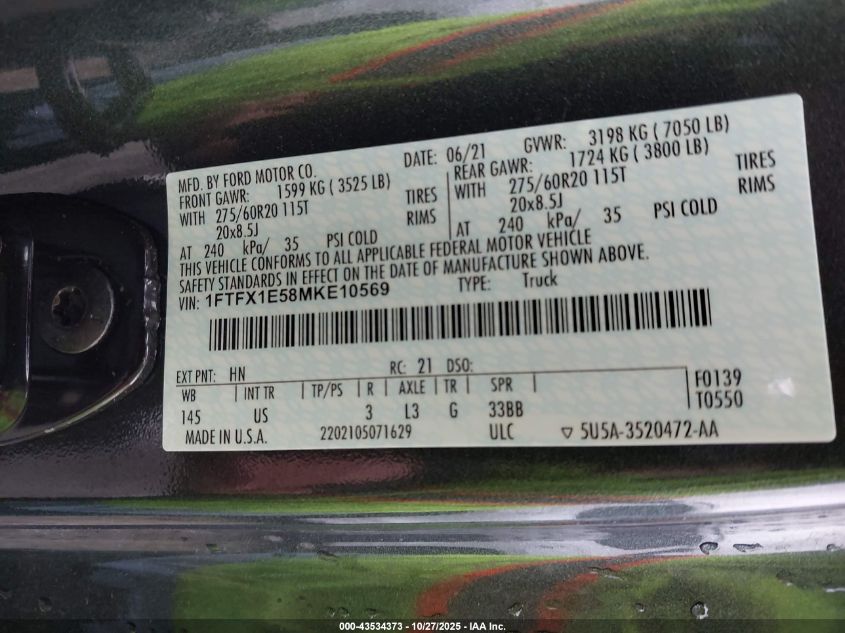 MFD. BY FORD MOTOR CO. DATE: 06/21 GVWR: 3198 KG ( 7050 LB)
FRONT GAWR: 1599 KG ( 3525 LB) REAR GAWR: 1724 KG ( 3800 LB)
WITH 275/60R20 115T TIRES WITH 275/60R20 115T TIRES
20x8.5J RIMS 20x8.5J RIMS
AT 240 kPa/ 35 PSI COLD AT 240 kPa/ 35 PSI COLD
THIS VEHICLE CONFORMS TO ALL APPLICABLE FEDERAL MOTOR VEHICLE
SAFETY STANDARDS IN EFFECT ON THE DATE OF MANUFACTURE SHOWN ABOVE.
VIN: 1FTFX1E58MKE10569 TYPE: Truck
EXT PNT: HN RC: 21 DSO:
WB INT TR TP/PS R AXLE TR SPR F0139
145 US 3 L3 G 33BB T0550
MADE IN U.S.A. 2202105071629 ULC ▽ 5U5A-3520472-AA
000-43534373 - 10/27/2025 - IAA Inc.